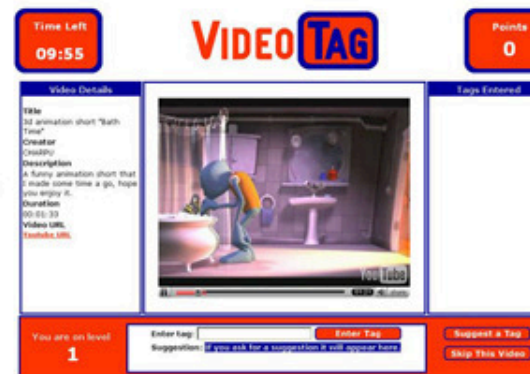 Time Left
09:55
VIDEO TAG
Points
0
Video Details
Title
3d animation short "Bath
Time"
Creator
Description
A funny animation short that
I made some time a go, hope
you enjoy it.
Duration
00:01:33
Video URL
Youtube URL
YouTube
Tags Entered
You are on level
1
Enter tag:
Enter Tag
Suggestion: If you ask for a suggestion it will appear here
Suggest a Tag
Skip This Video